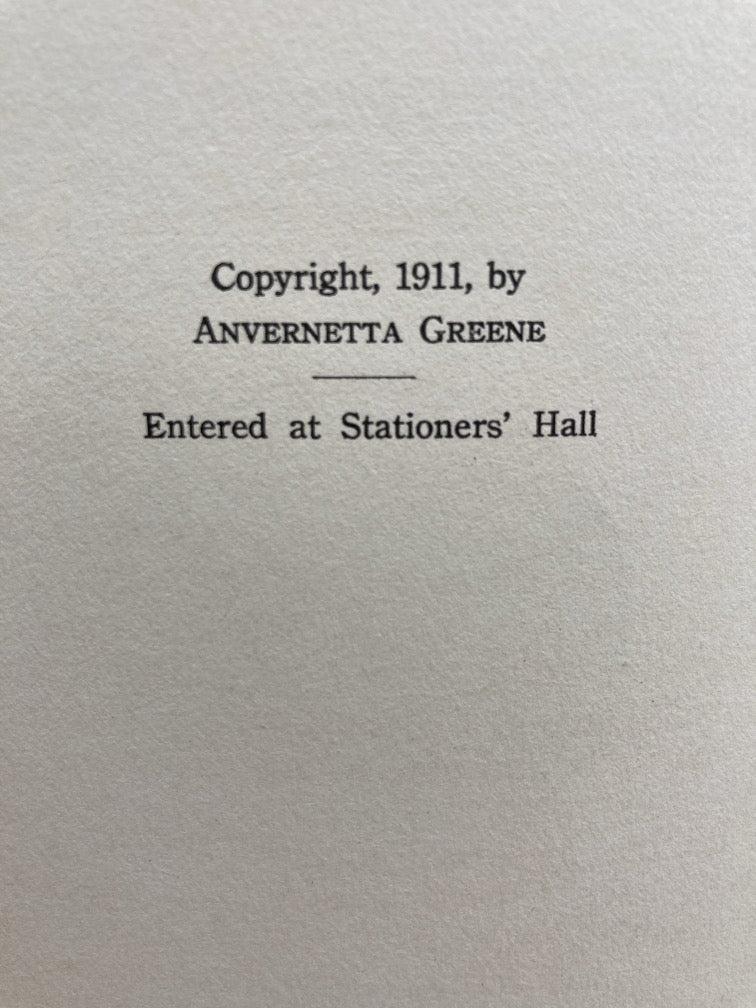 Copyright, 1911, by
ANVERNETTA GREENE
Entered at Stationers' Hall